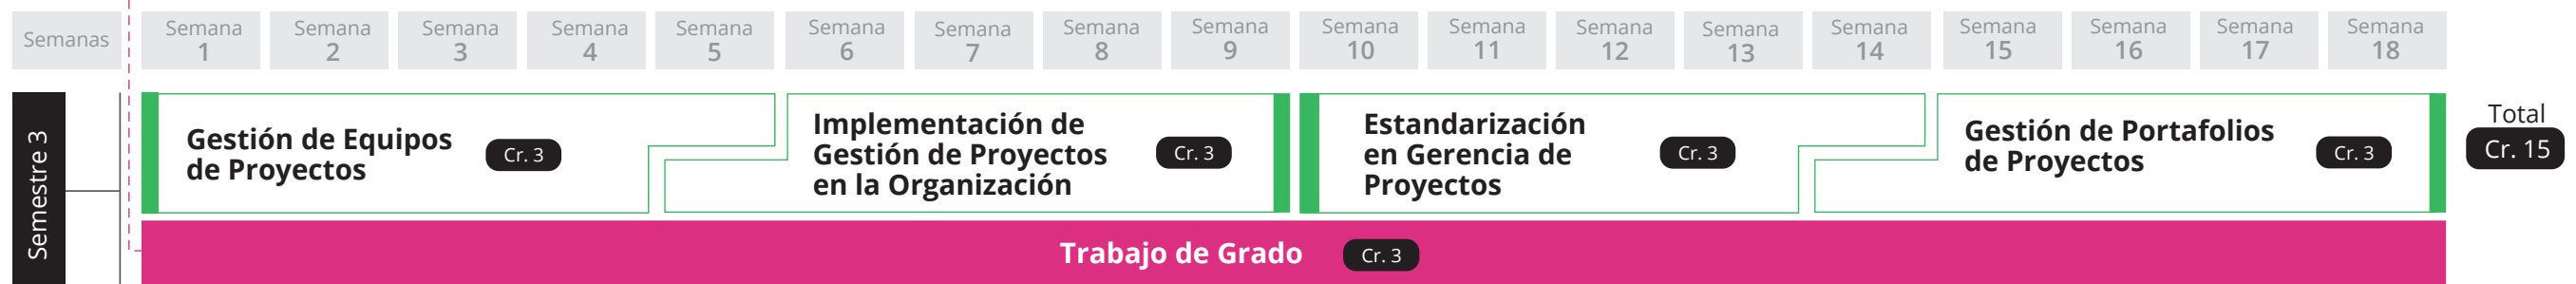 Semanas
Semana
1
Semana
2
Semana
3
Semana
4
Semana
5
Semana
6
Semana
7
Semana
8
Semana
9
Semana
10
Semana
11
Semana
12
Semana
13
Semana
14
Semana
15
Semana
16
Semana
17
Semana
18
Semestre 3
Gestión de Equipos
de Proyectos
Cr. 3
Implementación de
Gestión de Proyectos
en la Organización
Cr. 3
Estandarización
en Gerencia de
Proyectos
Cr. 3
Gestión de Portafolios
de Proyectos
Cr. 3
Total
Cr. 15
Trabajo de Grado
Cr. 3